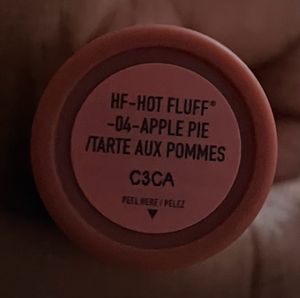 HF-HOT FLUFF®
-04-APPLE PIE
/TARTE AUX POMMES
C3CA
PEEL HERE / PELEZ